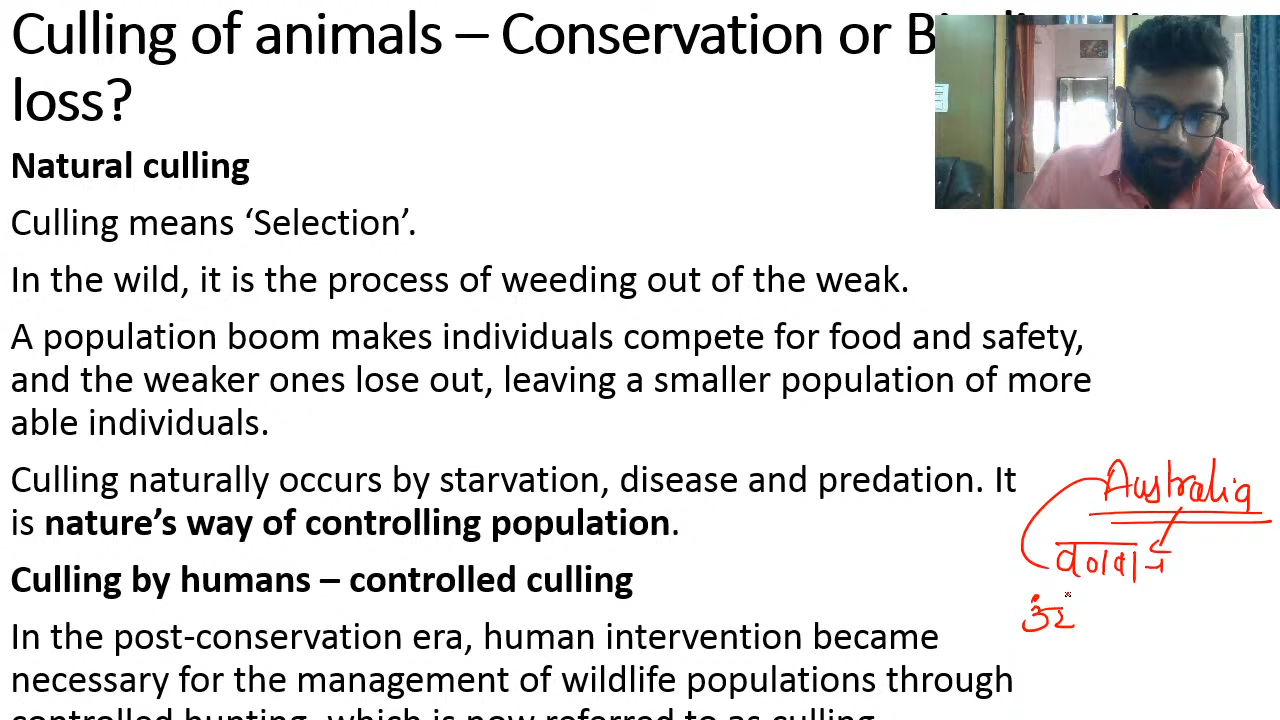 Culling of animals – Conservation or
loss?
Natural culling
Culling means ‘Selection’.
In the wild, it is the process of weeding out of the weak.
A population boom makes individuals compete for food and safety,
and the weaker ones lose out, leaving a smaller population of more
able individuals.
Culling naturally occurs by starvation, disease and predation. It
is nature’s way of controlling population.
Australia
Culling by humans – controlled culling
In the post-conservation era, human intervention became
necessary for the management of wildlife populations through
controlled hunting, which is now referred to as culling.